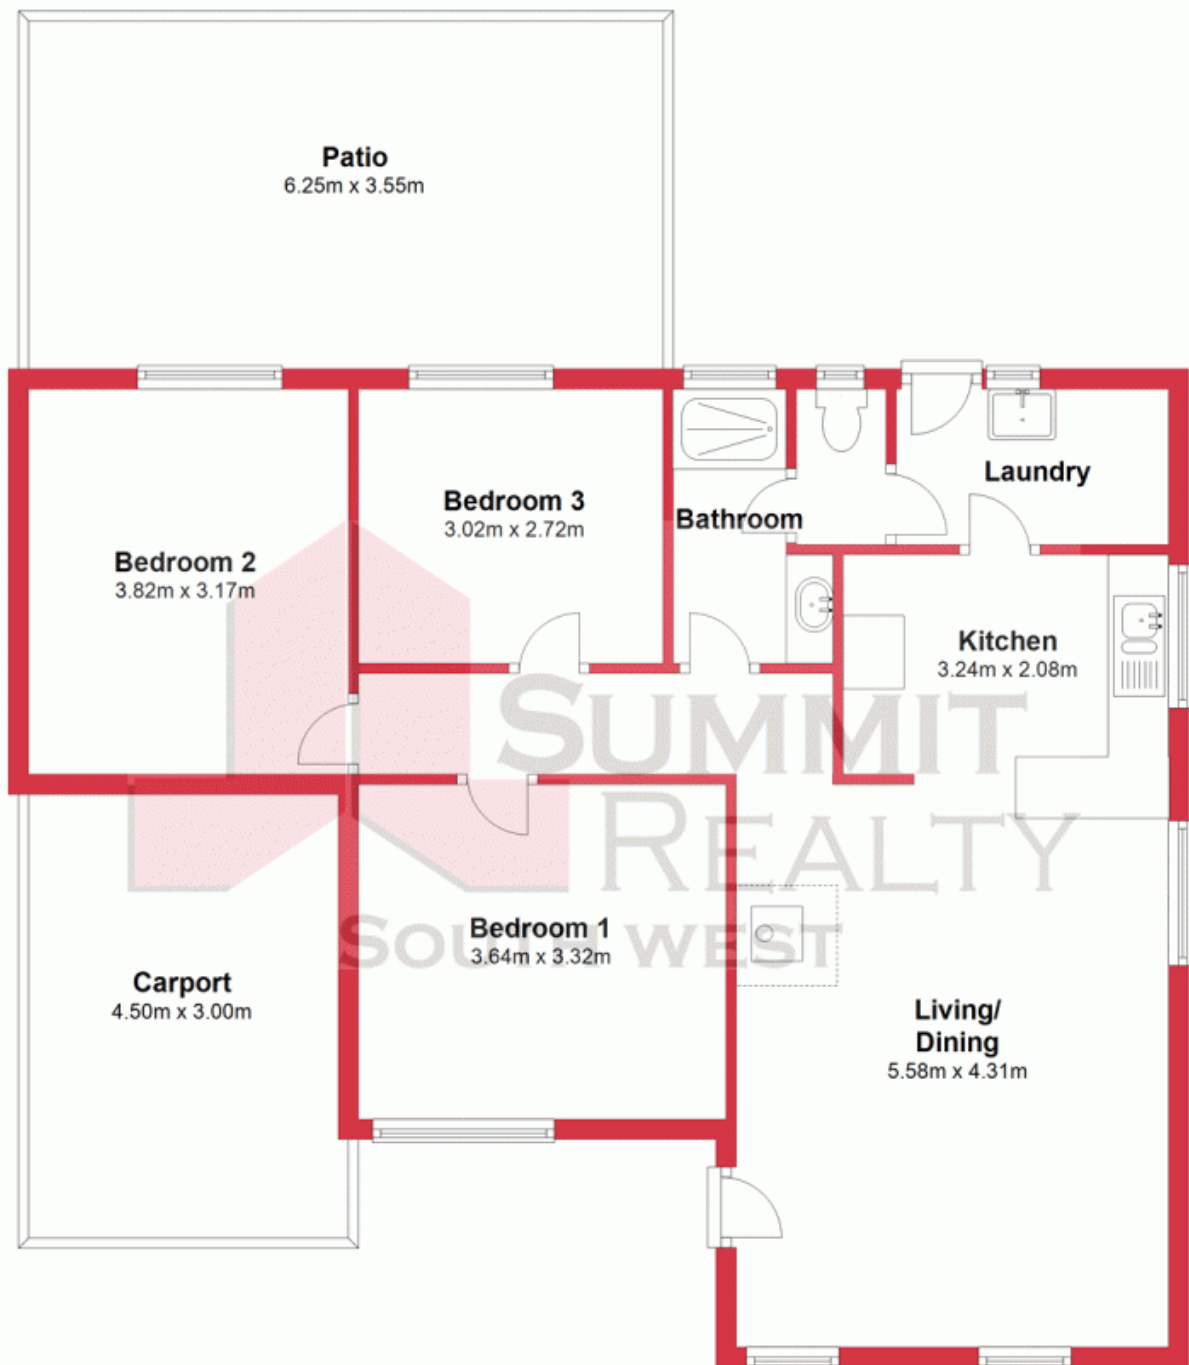 Patio
6.25m x 3.55m
Bedroom 3
3.02m x 2.72m
Bathroom
Laundry
Bedroom 2
3.82m x 3.17m
Kitchen
3.24m x 2.08m
SUMMIT
REALTY
SOUTH WEST
Bedroom 1
3.64m x 3.32m
Carport
4.50m x 3.00m
Living/
Dining
5.58m x 4.31m